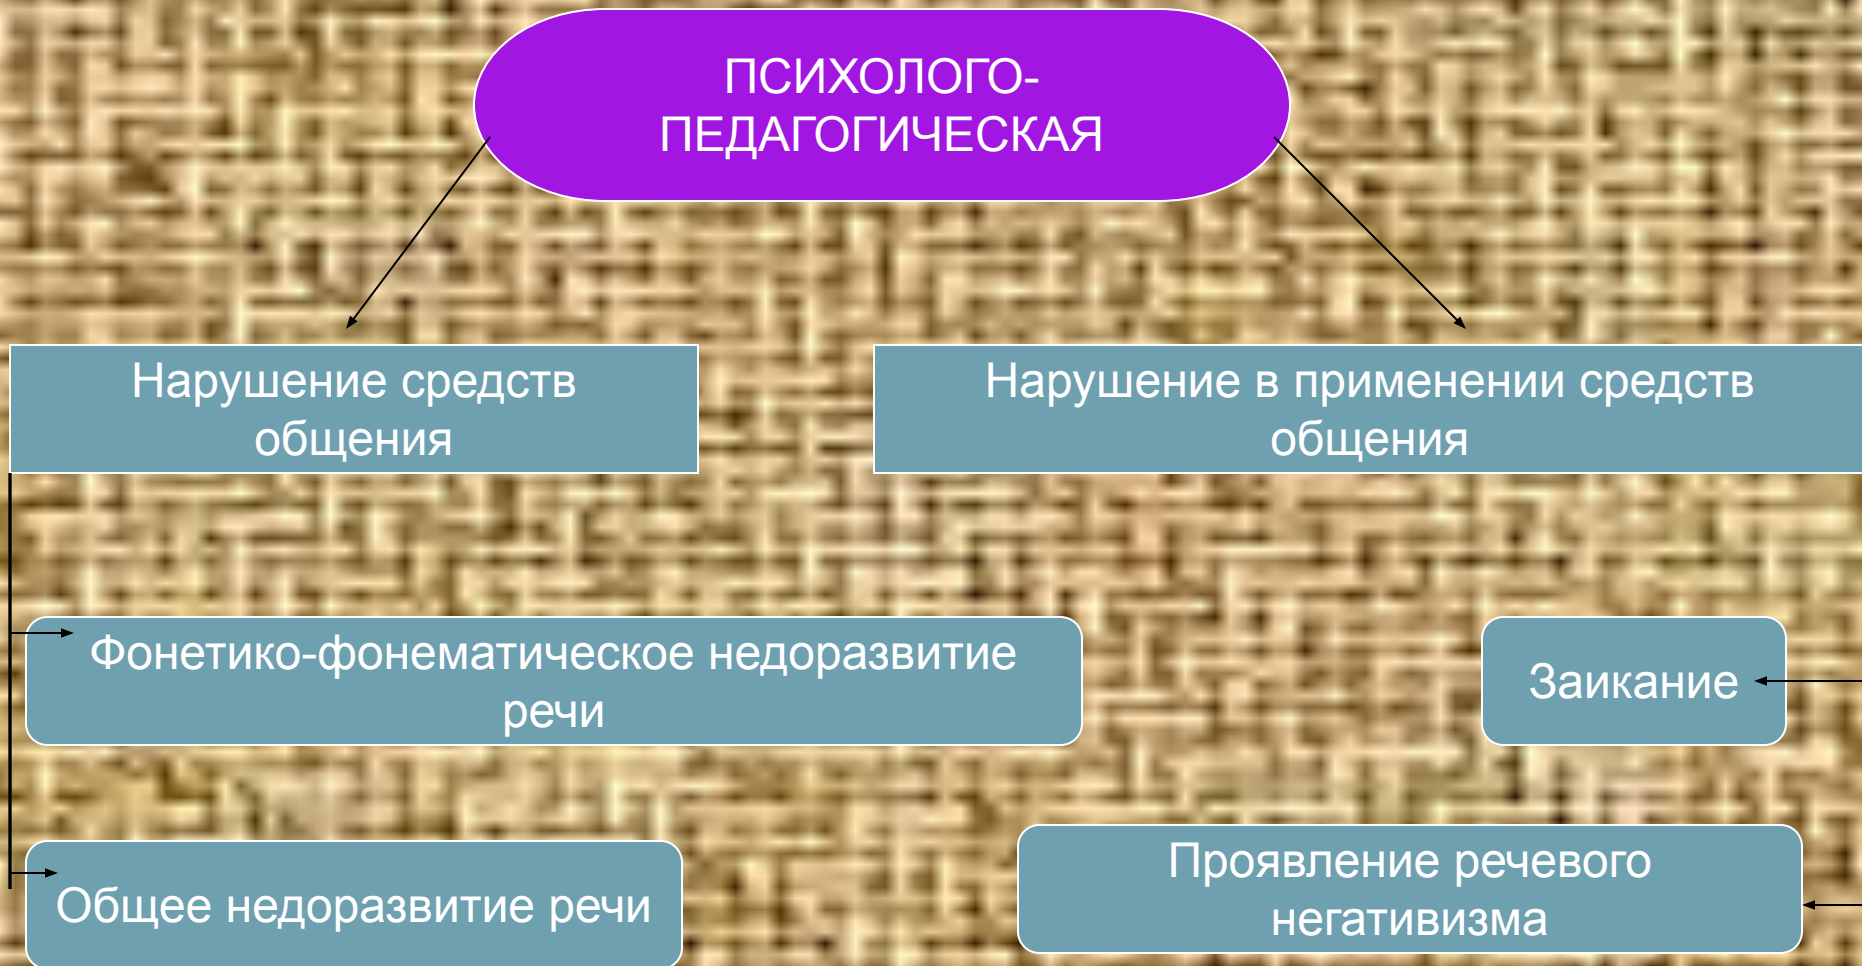 ПСИХОЛОГО-
ПЕДАГОГИЧЕСКАЯ
Нарушение средств
общения
Нарушение в применении средств
общения
Фонетико-фонематическое недоразвитие
речи
Заикание
Общее недоразвитие речи
Проявление речевого
негативизма